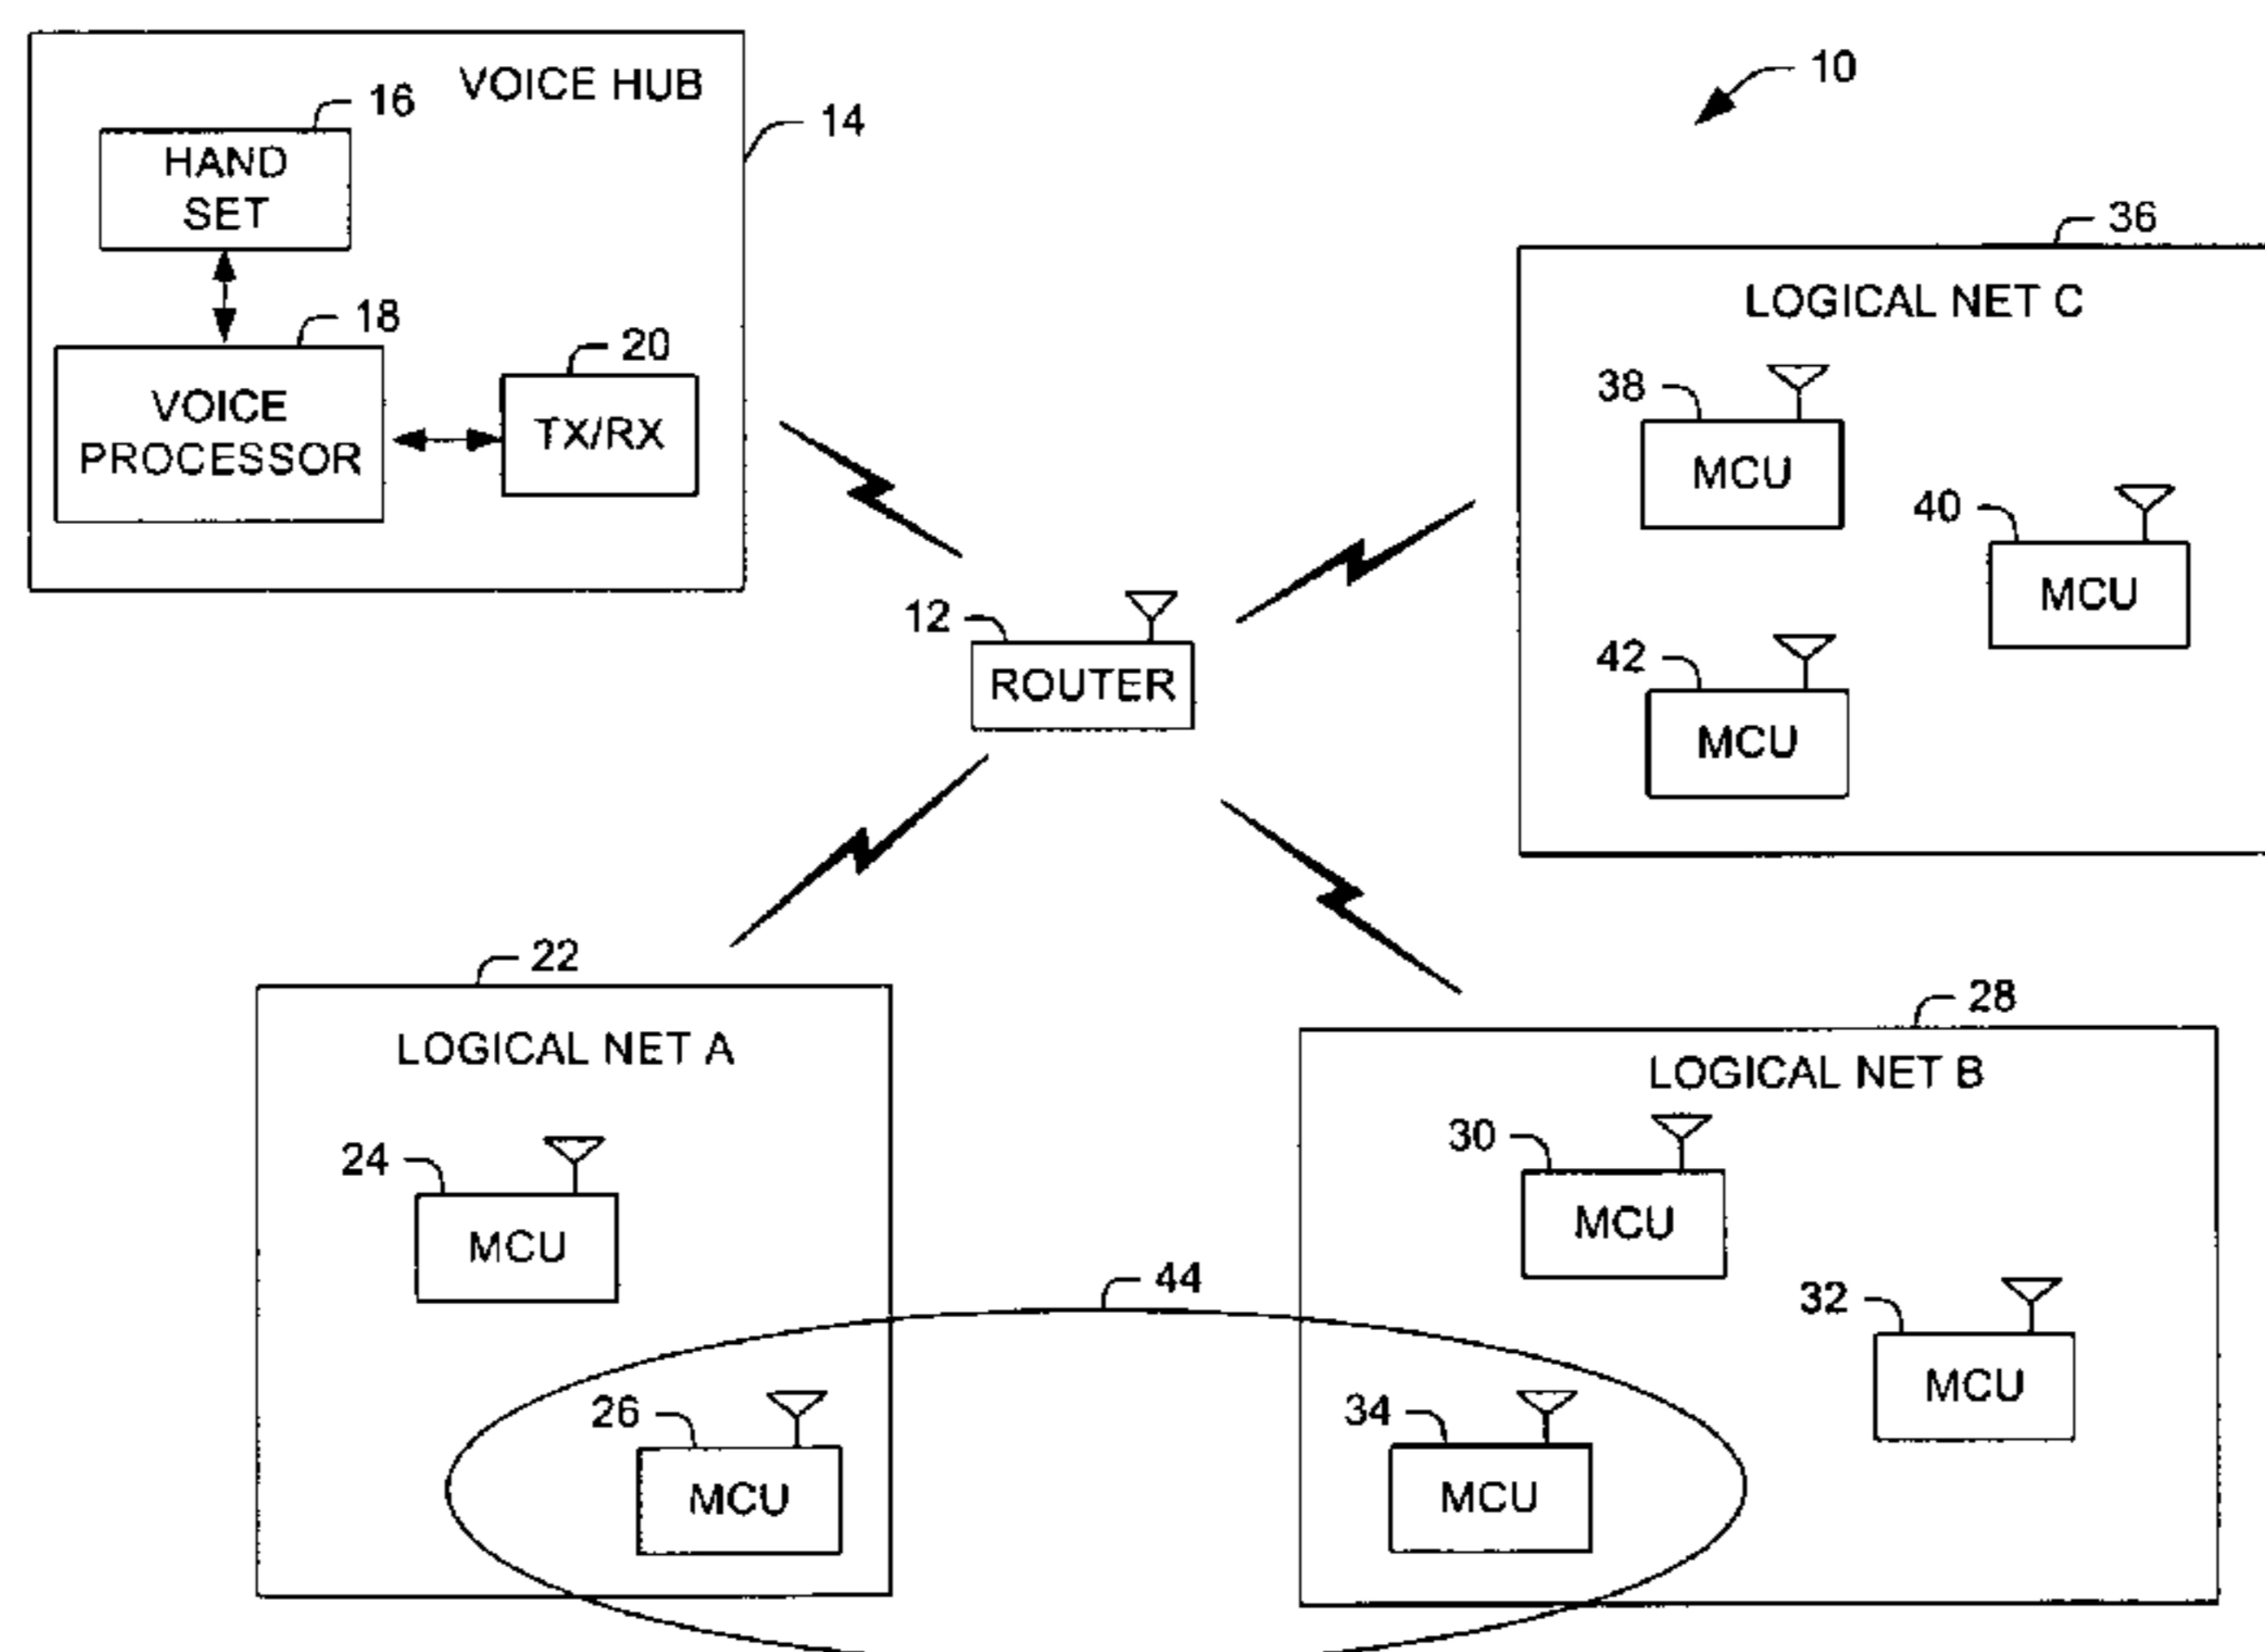 VOICE HUB
14
16
HAND
SET
18
VOICE
PROCESSOR
20
TX/RX
10
36
LOGICAL NET C
38
MCU
40
MCU
42
MCU
12
ROUTER
22
LOGICAL NET A
24
MCU
26
MCU
44
28
LOGICAL NET B
30
MCU
32
MCU
34
MCU